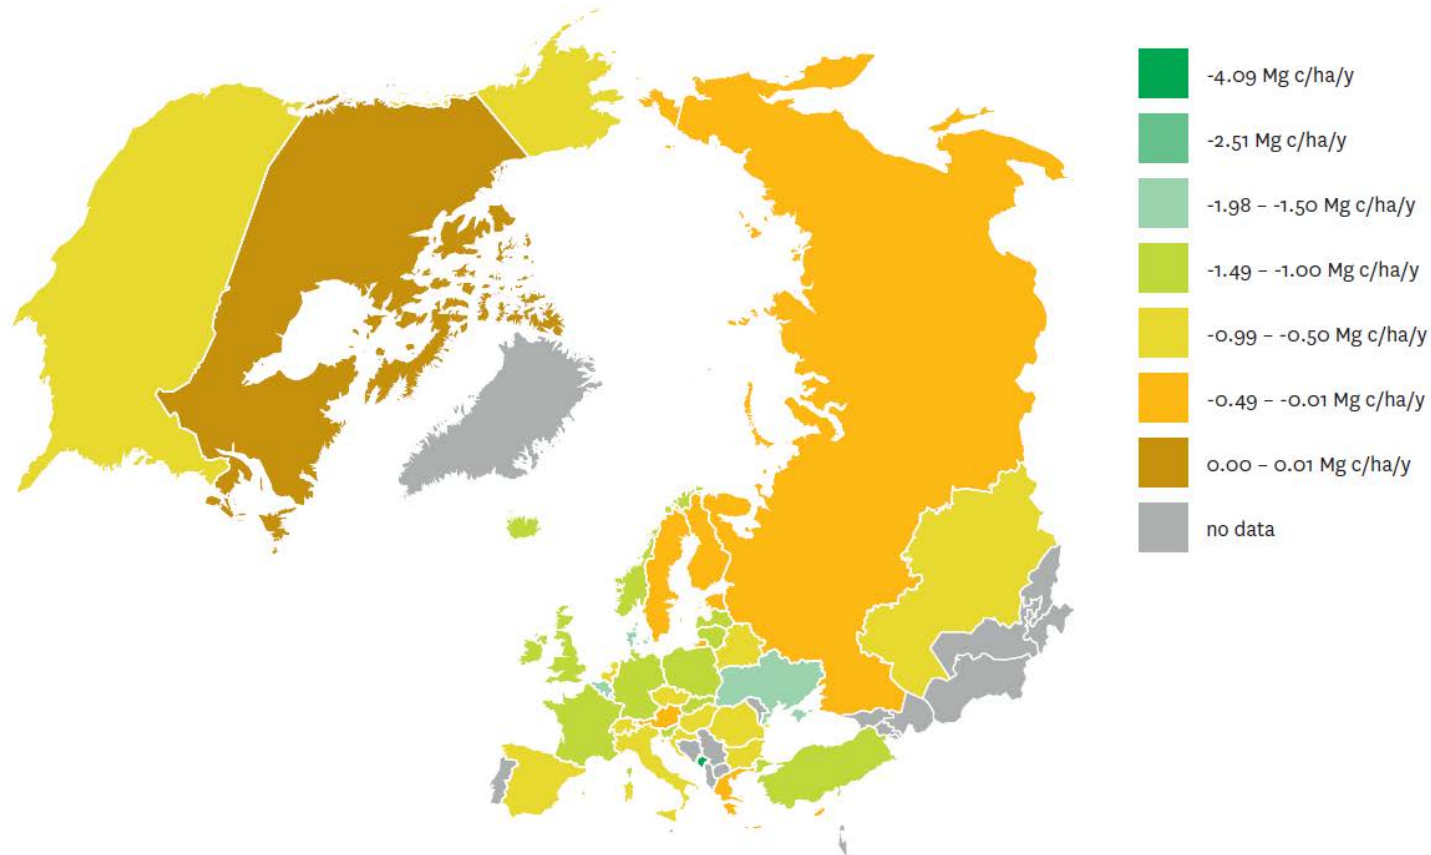 -4.09 Mg c/ha/y
-2.51 Mg c/ha/y
-1.98 – -1.50 Mg c/ha/y
-1.49 – -1.00 Mg c/ha/y
-0.99 – -0.50 Mg c/ha/y
-0.49 – -0.01 Mg c/ha/y
0.00 – 0.01 Mg c/ha/y
no data